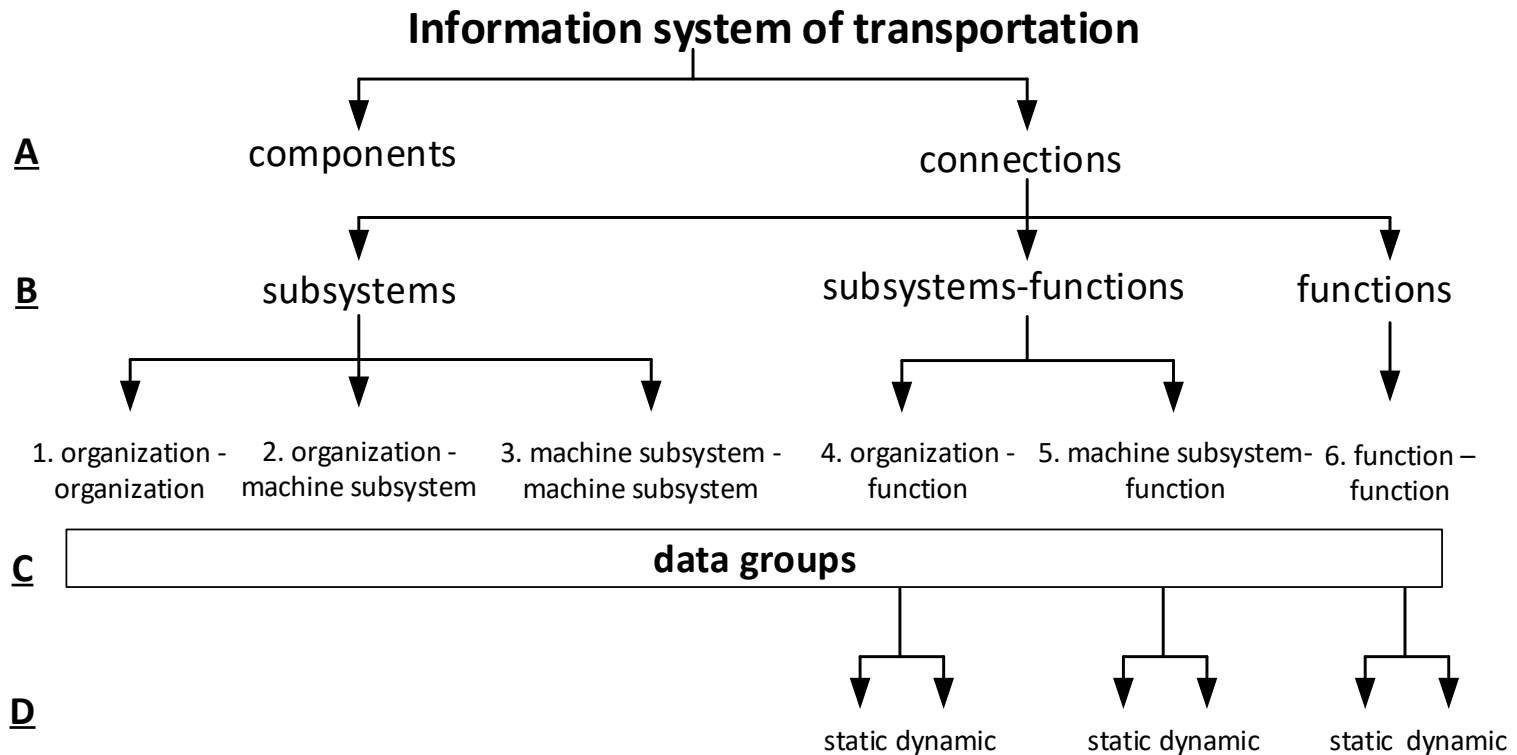 Information system of transportation
A
components
connections
B
subsystems
subsystems-functions
functions
1. organization -
organization
2. organization -
machine subsystem
3. machine subsystem -
machine subsystem
4. organization -
function
5. machine subsystem-
function
6. function –
function
C
data groups
D
static dynamic
static dynamic
static dynamic